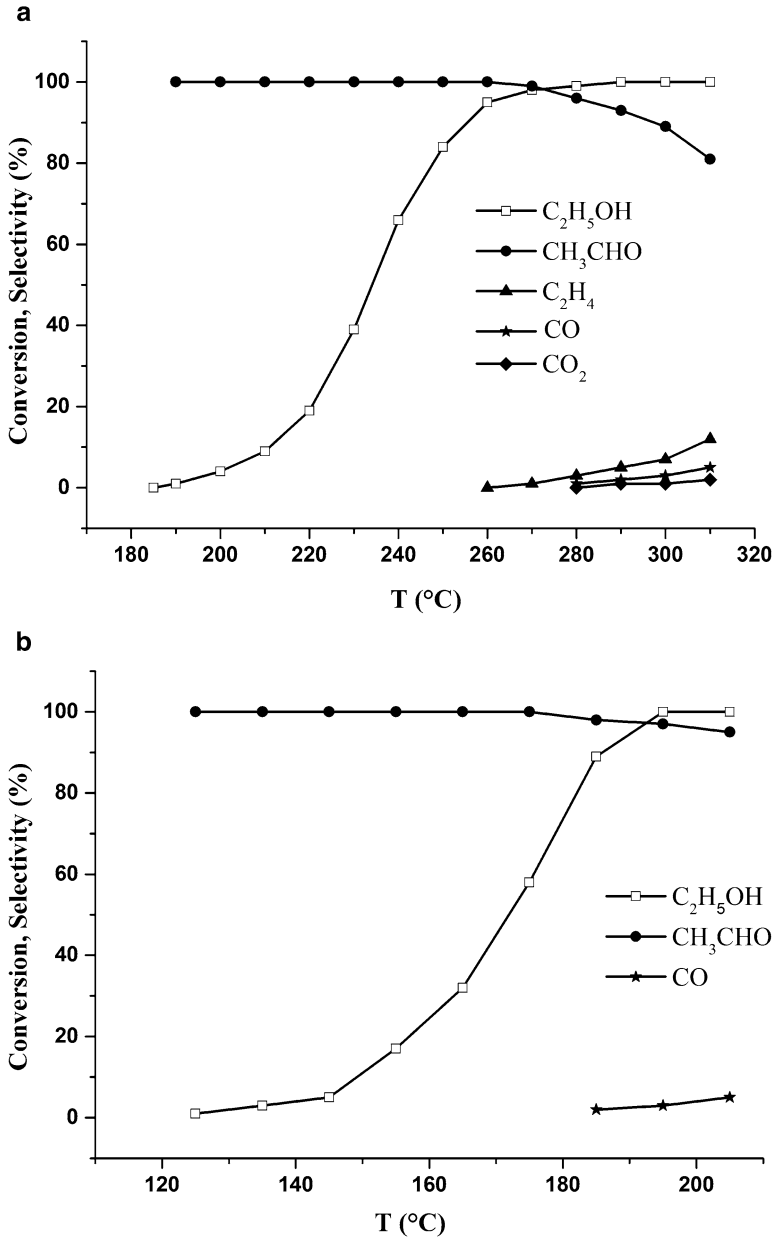 a
Conversion, Selectivity (%)
100
80
60
40
20
0
C₂H₅OH
CH₃CHO
C₂H₄
CO
CO₂
180 200 220 240 260 280 300 320
T (°C)
b
Conversion, Selectivity (%)
100
80
60
40
20
0
C₂H₅OH
CH₃CHO
CO
120 140 160 180 200
T (°C)